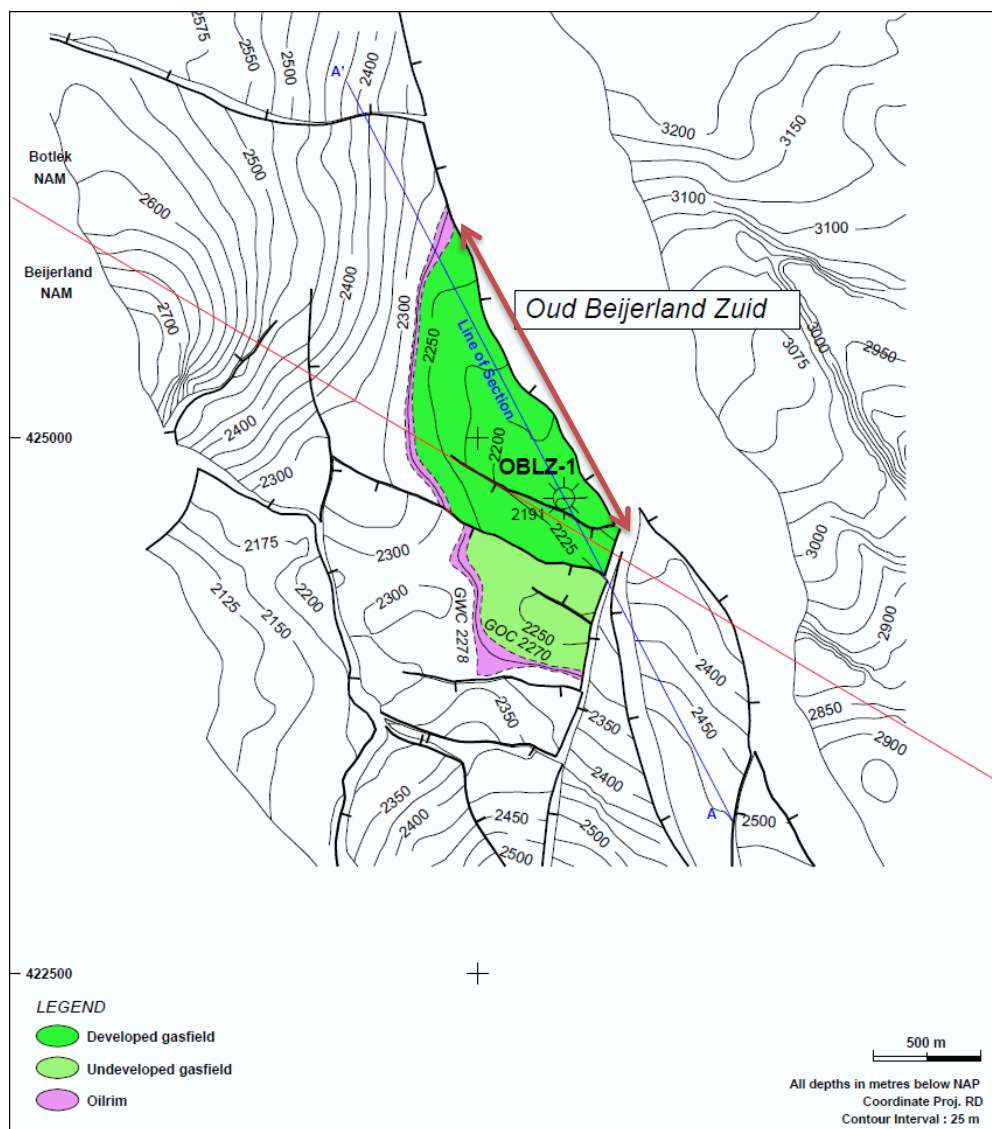 2575
2550
2500
2400
A'
3200
3150
Botlek
NAM
2500
2600
3100
3100
Beijerland
NAM
2400
2300
Oud Beijerland Zuid
2700
2250
Line of Section
3000
2950
3075
2400
425000
2200
OBLZ-1
2300
2191
2225
2175
2300
3000
2200
2300
2125
2150
GWC 2278
GOC 2270
2250
2900
2400
2350
2350
2450
2850
2900
2400
2350
2400
2450
2500
2500
A
2500
422500
LEGEND
Developed gasfield
Undeveloped gasfield
Oilrim
500 m
All depths in metres below NAP
Coordinate Proj. RD
Contour Interval : 25 m